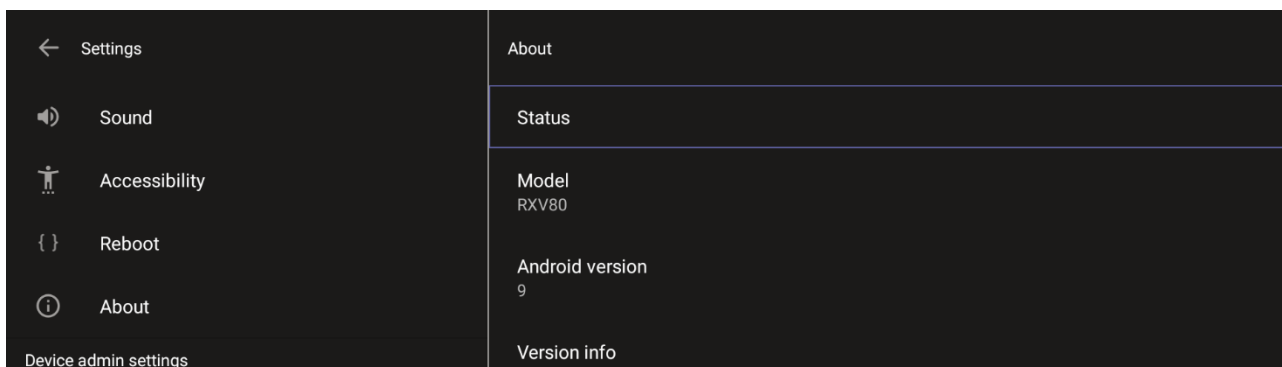 Settings
Sound
Accessibility
Reboot
About
Device admin settings
About
Status
Model
RXV80
Android version
9
Version info